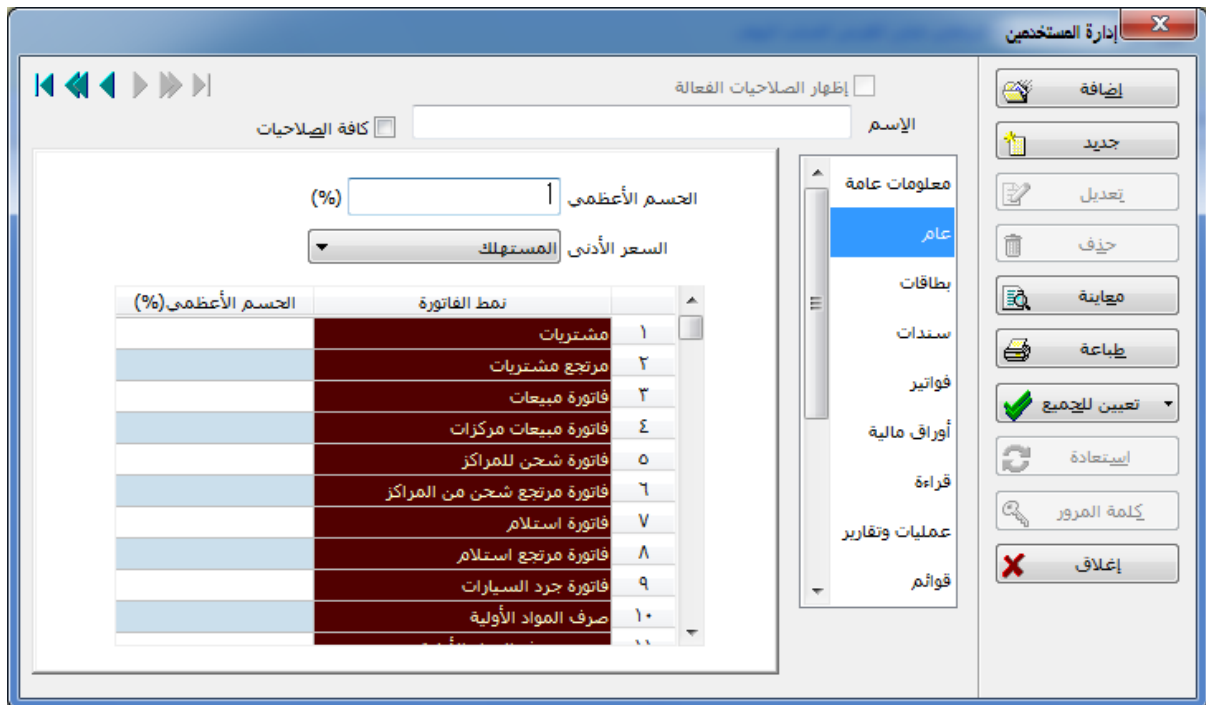 إدارة المستخدمين
إضافة
جديد
تعديل
حذف
معاينة
طباعة
تعيين للجميع
استعادة
كلمة المرور
إغلاق
إظهار الصلاحيات الفعالة
الإسم
كافة الصلاحيات
معلومات عامة
عام
بطاقات
سندات
فواتير
أوراق مالية
قراءة
عمليات وتقارير
قوائم
الحسم الأعظمي 1 (%)
السعر الأدنى المستهلك
نمط الفاتورة الحسم الأعظمي(%)
١ مشتريات
٢ مرتجع مشتريات
٣ فاتورة مبيعات
٤ فاتورة مبيعات مركزات
٥ فاتورة شحن للمراكز
٦ فاتورة مرتجع شحن من المراكز
٧ فاتورة استلام
٨ فاتورة مرتجع استلام
٩ فاتورة جرد السيارات
١٠ صرف المواد الأولية